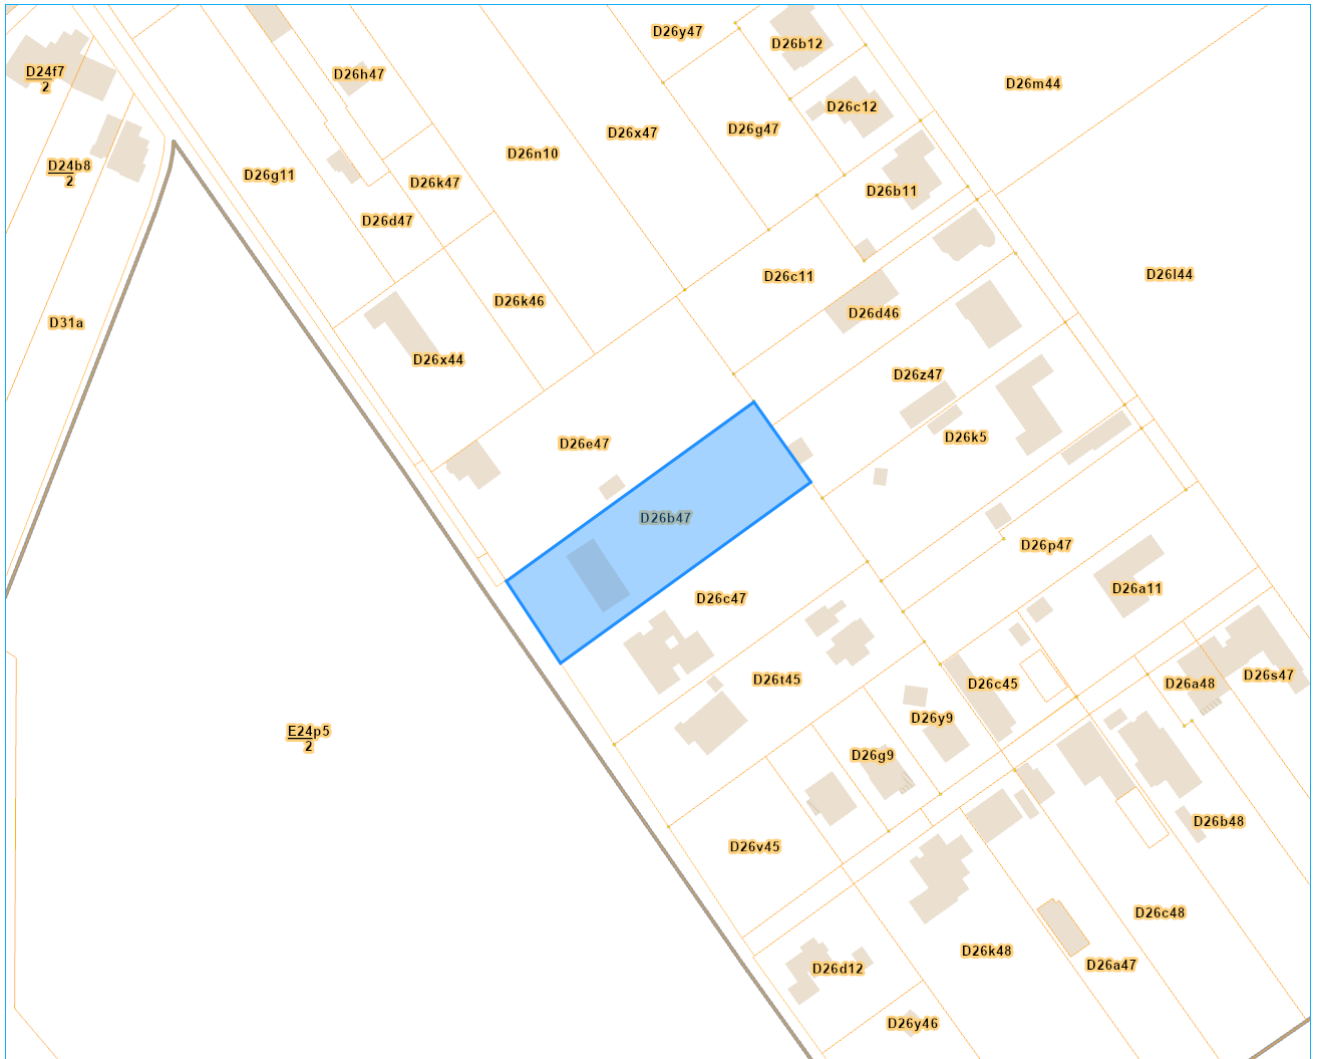 D26y47
D26b12
D24f7
2
D26h47
D26m44
D26c12
D26g47
D26x47
D26n10
D24b8
2
D26g11
D26k47
D26b11
D26d47
D26c11
D26l44
D26k46
D26d46
D31a
D26x44
D26z47
D26e47
D26k5
D26b47
D26p47
D26a11
D26c47
D26t45
D26c45
D26a48
D26s47
D26y9
E24p5
2
D26g9
D26b48
D26v45
D26c48
D26k48
D26a47
D26d12
D26y46